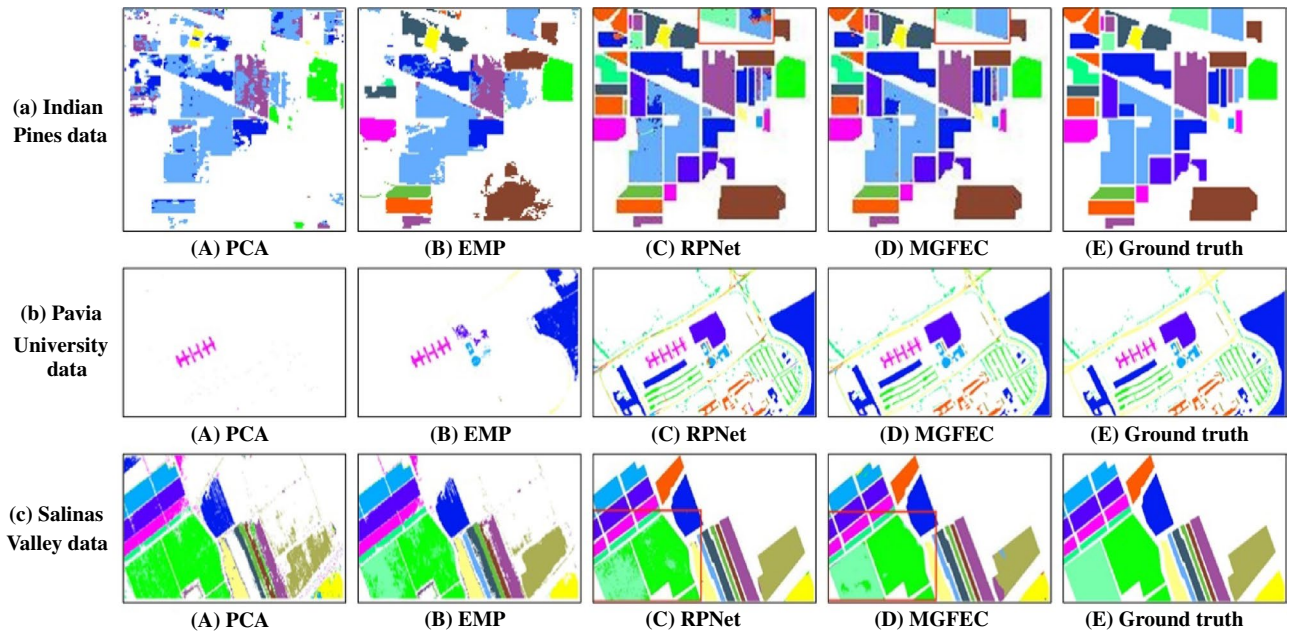 (a) Indian
Pines data
(A) PCA
(B) EMP
(C) RPNet
(D) MGFEC
(E) Ground truth
(b) Pavia
University
data
(A) PCA
(B) EMP
(C) RPNet
(D) MGFEC
(E) Ground truth
(c) Salinas
Valley data
(A) PCA
(B) EMP
(C) RPNet
(D) MGFEC
(E) Ground truth